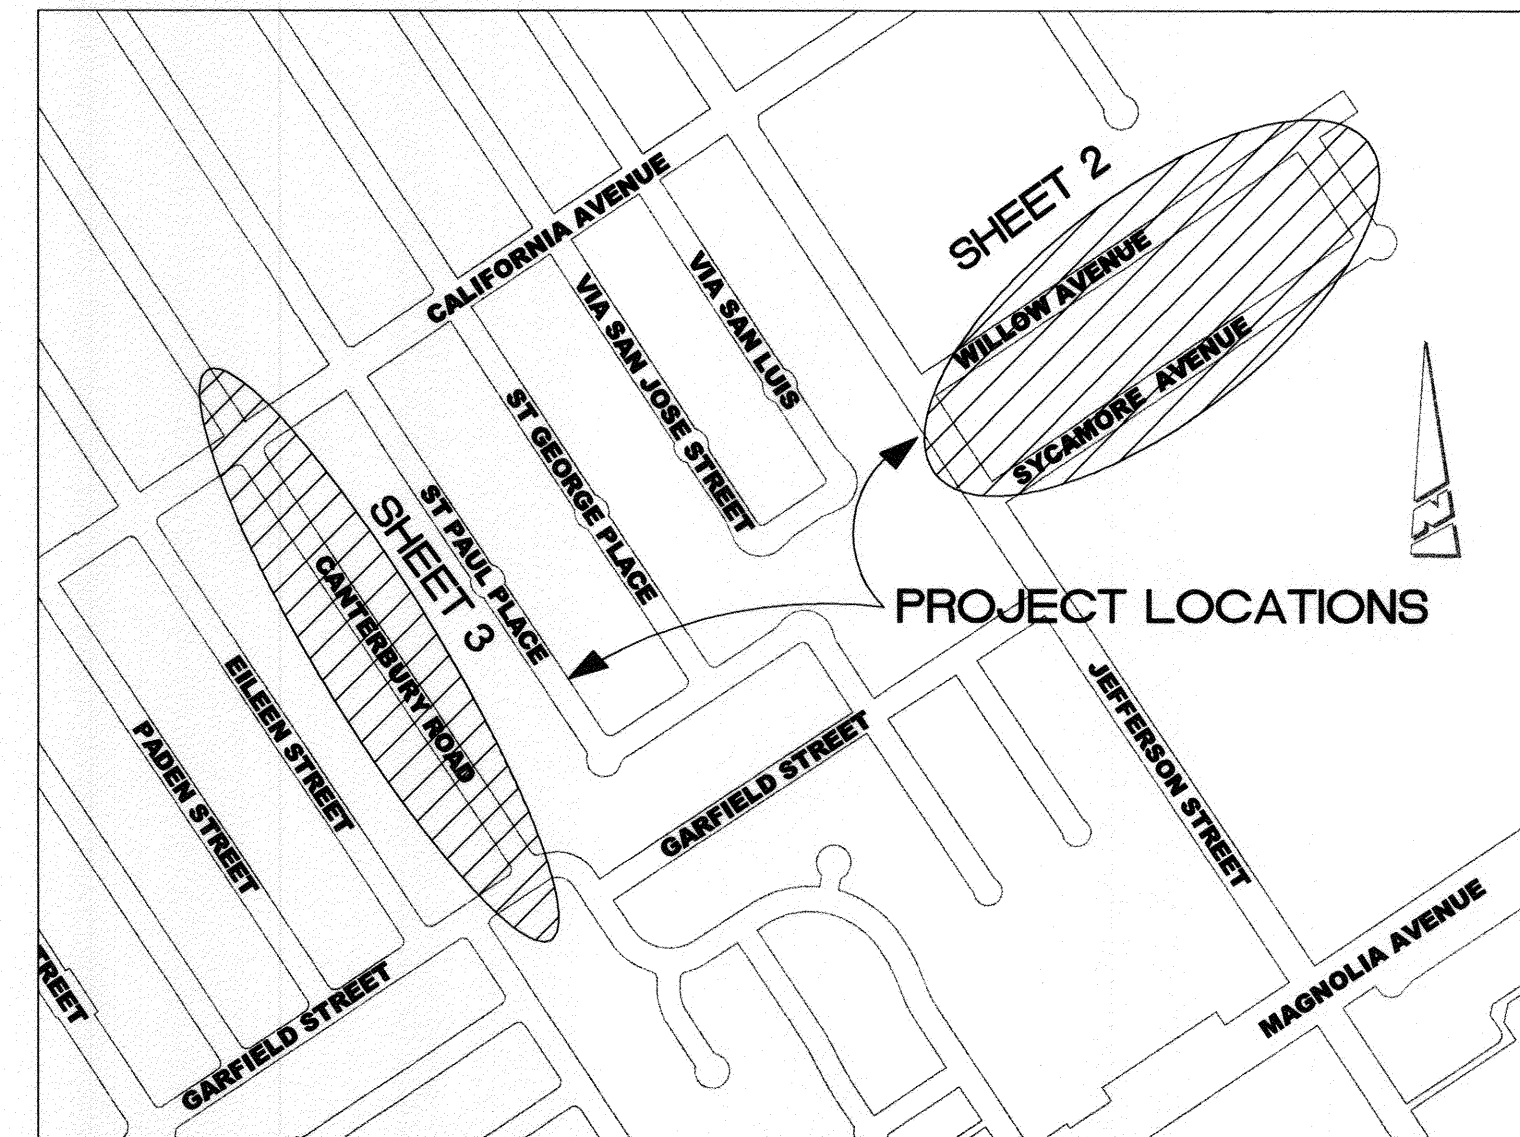 SHEET 2
CALIFORNIA AVENUE
WILLOW AVENUE
VIA SAN LUIS
VIA SAN JOSE STREET
SYCAMORE AVENUE
ST GEORGE PLACE
ST PAUL PLACE
SHEET 3
CANTERBURY ROAD
PROJECT LOCATIONS
N
EILEEN STREET
PADEN STREET
JEFFERSON STREET
GARFIELD STREET
MAGNOLIA AVENUE
TREET
GARFIELD STREET